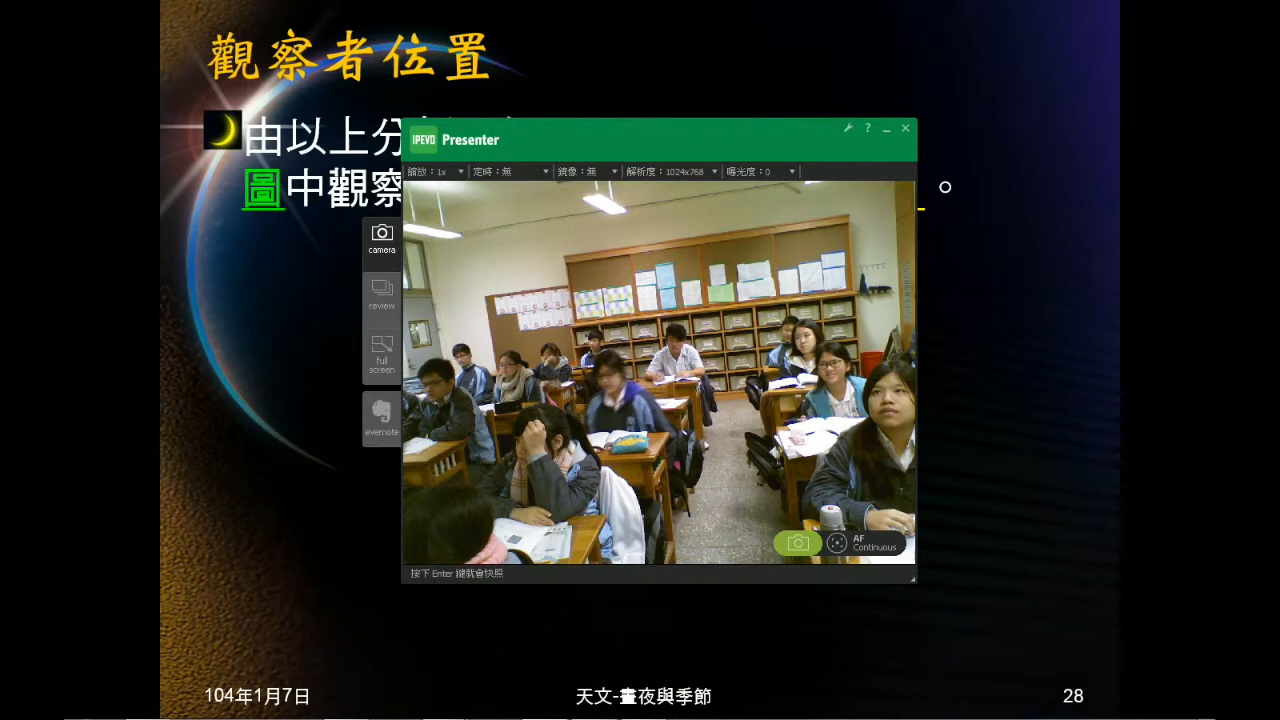 觀察者位置
由以上分
圖中觀察
。
IPEVO Presenter
縮放：1x 定時：無 鏡像：無 解析度：1024x768 曝光度：0
camera
review
full
screen
evernote
AF
Continuous
按下 Enter 鍵就會快照
104年1月7日 天文-晝夜與季節 28